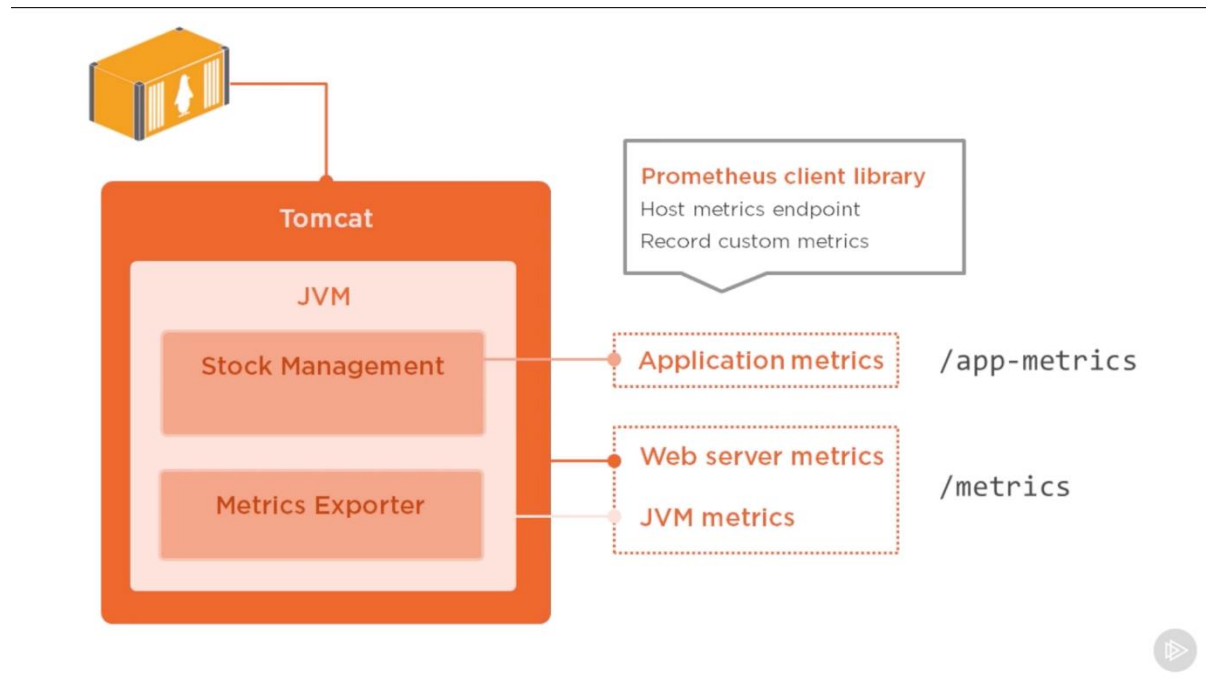 Tomcat
JVM
Stock Management
Metrics Exporter
Prometheus client library
Host metrics endpoint
Record custom metrics
Application metrics
/app-metrics
Web server metrics
JVM metrics
/metrics